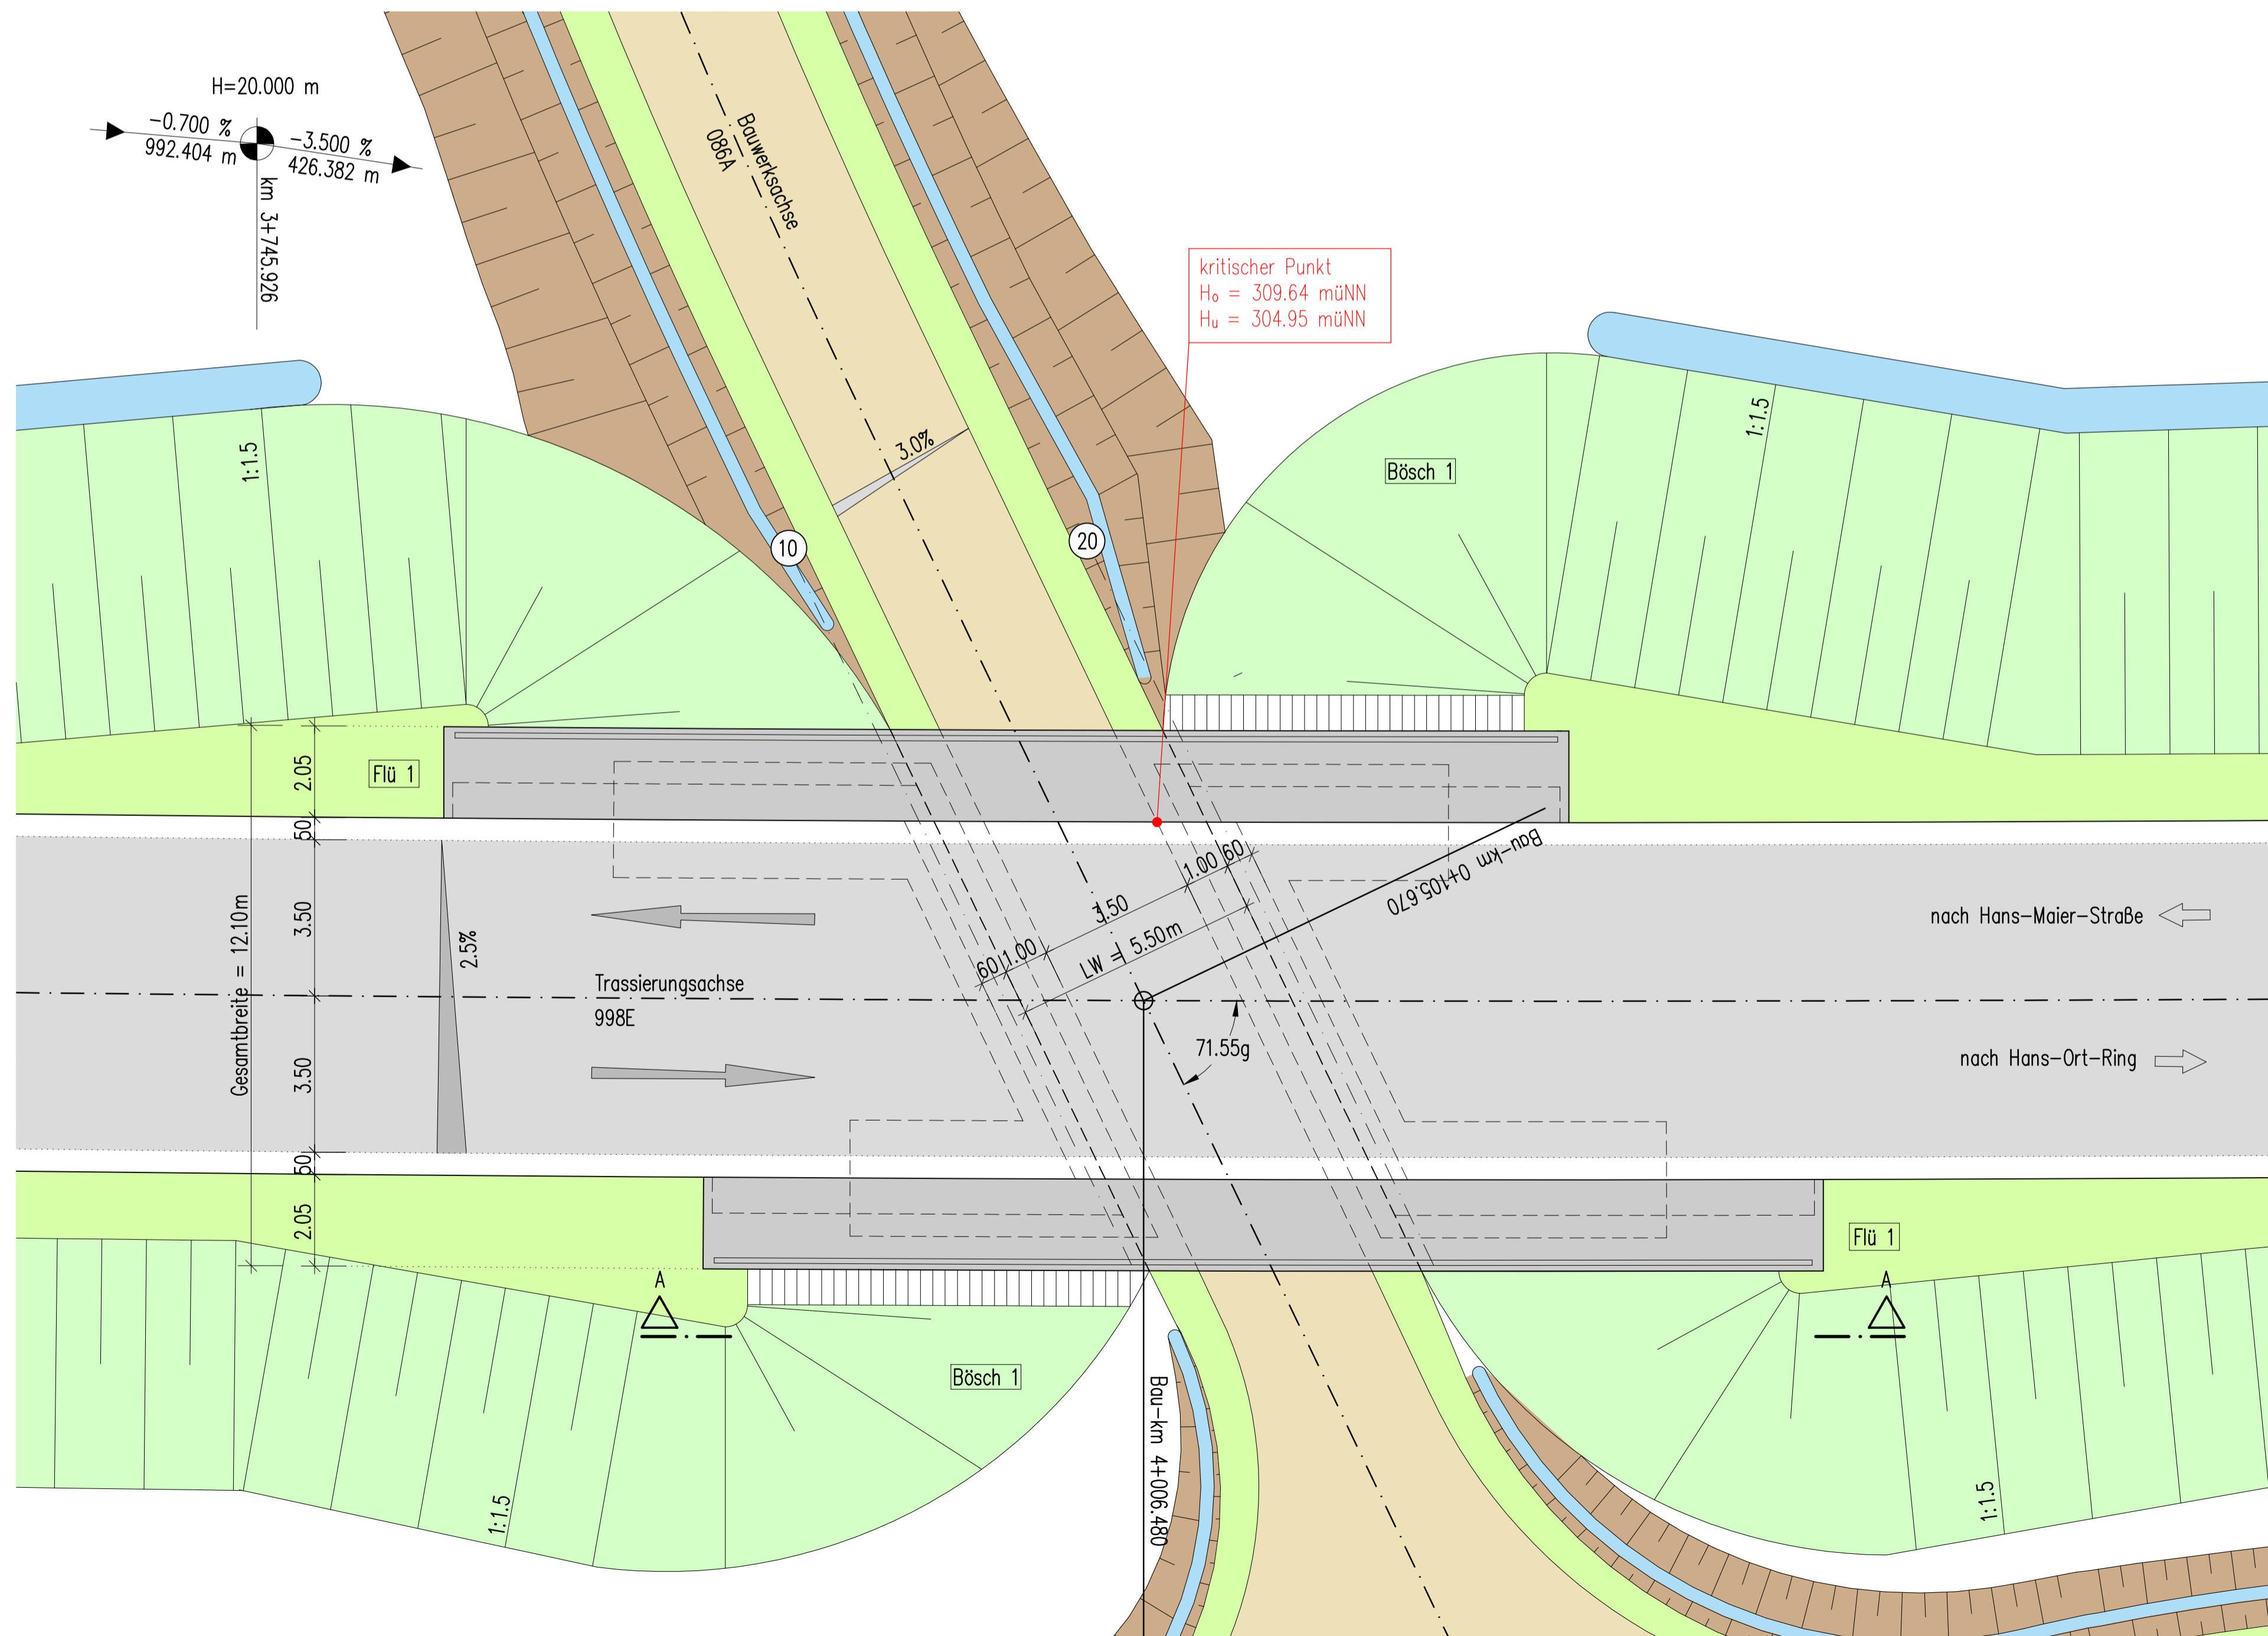 H=20.000 m
-0.700 %
992.404 m
-3.500 %
426.382 m
km 3+745.926
Bauwerksachse
086A
kritischer Punkt
Ho = 309.64 müNN
Hu = 304.95 müNN
1:1.5
1:1.5
Bösch 1
3.0%
10
20
Flü 1
2.05
50
3.50
3.50
50
2.05
Gesamtbreite = 12.10m
2.5%
Trassierungsachse
998E
60
1.00
3.50
1.00
60
LW = 5.50m
Bau-km 0+105.670
71.55g
nach Hans-Maier-Straße
nach Hans-Ort-Ring
Flü 1
A
A
Bösch 1
Bau-km 4+006.480
1:1.5
1:1.5